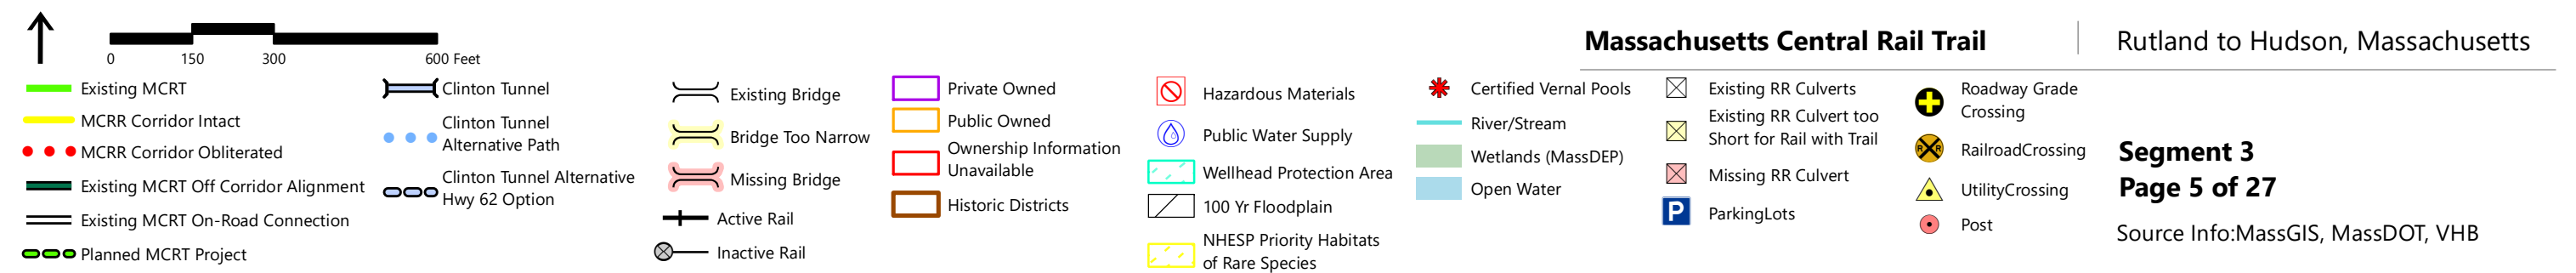 0 150 300 600 Feet
Existing MCRT
MCRR Corridor Intact
MCRR Corridor Obliterated
Existing MCRT Off Corridor Alignment
Existing MCRT On-Road Connection
Planned MCRT Project
Clinton Tunnel
Clinton Tunnel
Alternative Path
Clinton Tunnel Alternative
Hwy 62 Option
Existing Bridge
Bridge Too Narrow
Missing Bridge
Active Rail
Inactive Rail
Private Owned
Public Owned
Ownership Information
Unavailable
Historic Districts
Hazardous Materials
Public Water Supply
Wellhead Protection Area
100 Yr Floodplain
NHESP Priority Habitats
of Rare Species
Certified Vernal Pools
River/Stream
Wetlands (MassDEP)
Open Water
Massachusetts Central Rail Trail
Rutland to Hudson, Massachusetts
Existing RR Culverts
Existing RR Culvert too
Short for Rail with Trail
Missing RR Culvert
P ParkingLots
Roadway Grade
Crossing
R R RailroadCrossing
UtilityCrossing
Post
Segment 3
Page 5 of 27
Source Info:MassGIS, MassDOT, VHB